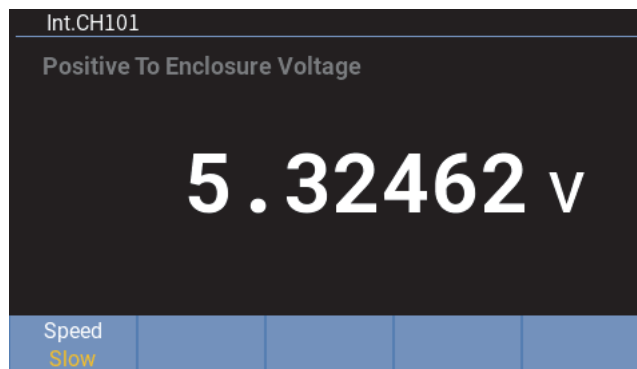 Int.CH101
Positive To Enclosure Voltage
5.32462 V
Speed
Slow